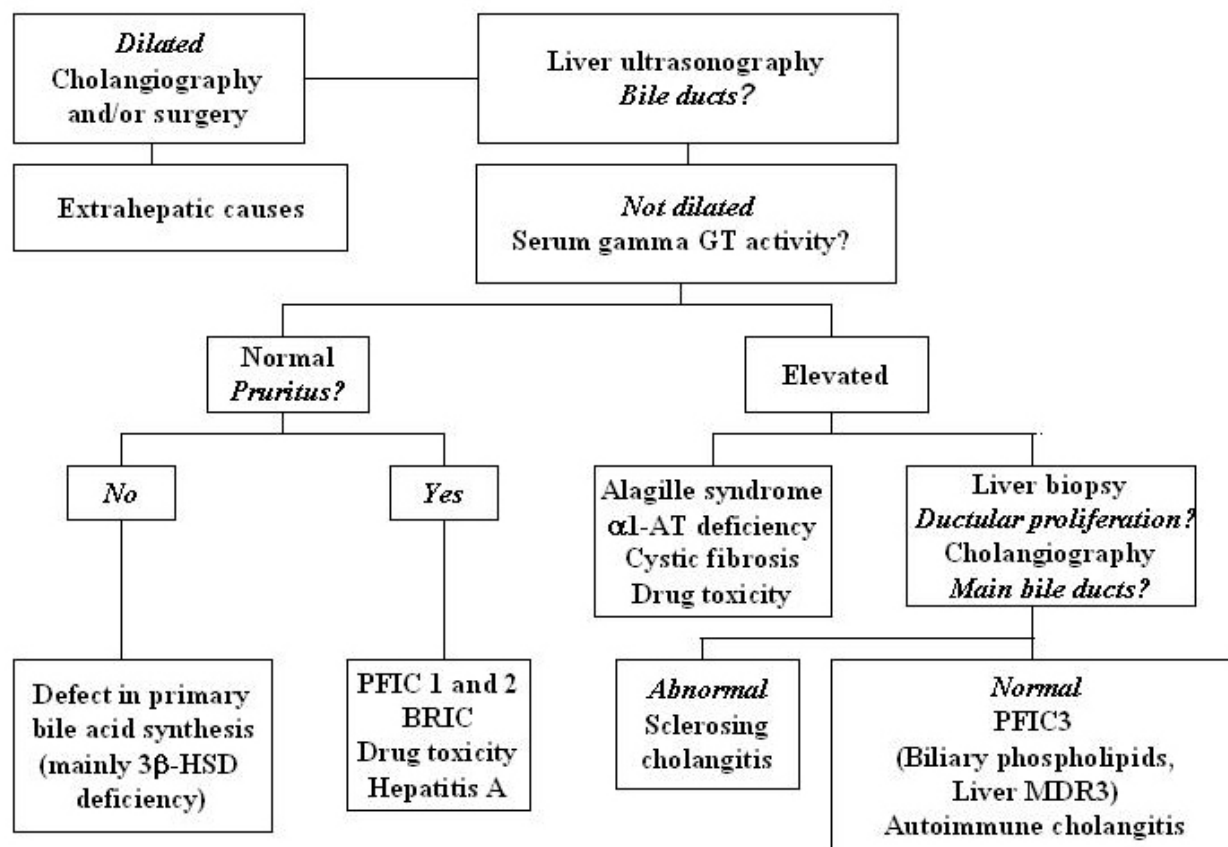 Dilated
Cholangiography
and/or surgery
Liver ultrasonography
Bile ducts?
Extrahepatic causes
Not dilated
Serum gamma GT activity?
Normal
Pruritus?
Elevated
No
Yes
Alagille syndrome
α1-AT deficiency
Cystic fibrosis
Drug toxicity
Liver biopsy
Ductular proliferation?
Cholangiography
Main bile ducts?
Defect in primary
bile acid synthesis
(mainly 3β-HSD
deficiency)
PFIC 1 and 2
BRIC
Drug toxicity
Hepatitis A
Abnormal
Sclerosing
cholangitis
Normal
PFIC3
(Biliary phospholipids,
Liver MDR3)
Autoimmune cholangitis